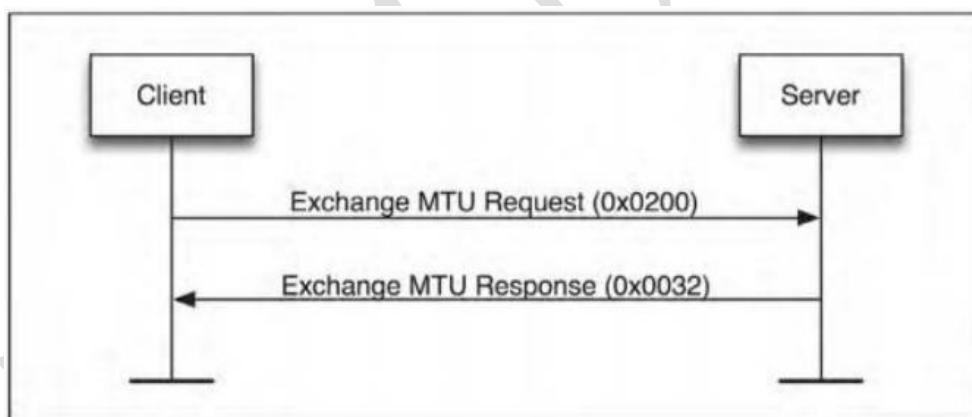 Client
Server
Exchange MTU Request (0x0200)
Exchange MTU Response (0x0032)